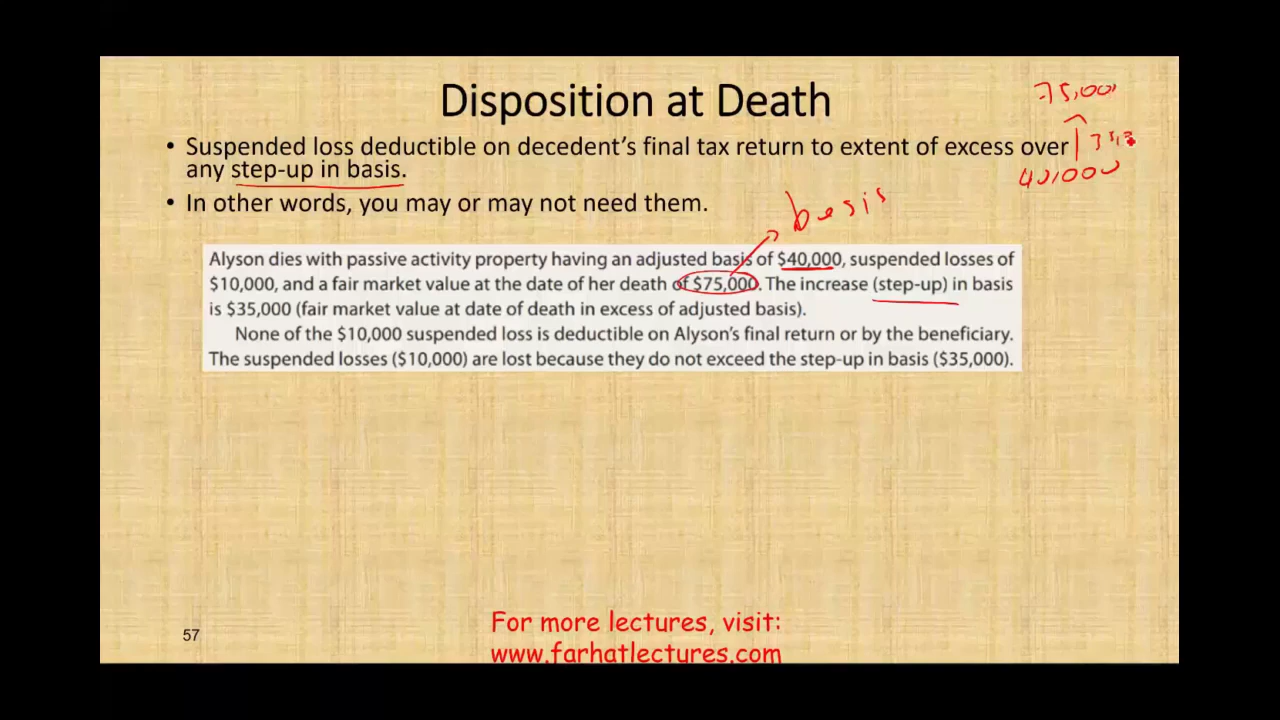 Disposition at Death
75,000
• Suspended loss deductible on decedent's final tax return to extent of excess over
any step-up in basis.
40,000
• In other words, you may or may not need them.
basis
Alyson dies with passive activity property having an adjusted basis of $40,000, suspended losses of
$10,000, and a fair market value at the date of her death of $75,000. The increase (step-up) in basis
is $35,000 (fair market value at date of death in excess of adjusted basis).
None of the $10,000 suspended loss is deductible on Alyson's final return or by the beneficiary.
The suspended losses ($10,000) are lost because they do not exceed the step-up in basis ($35,000).
57
For more lectures, visit:
www.farhatlectures.com